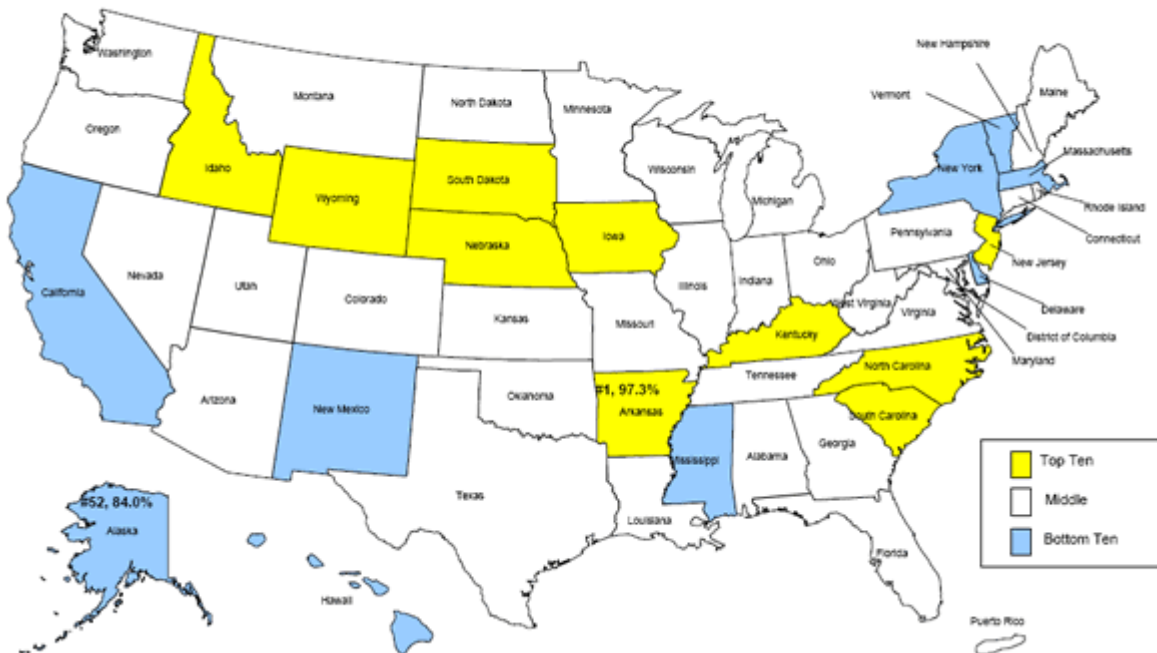 New Hampshire
Washington
Maine
Montana
North Dakota
Minnesota
Vermont
Oregon
Massachusetts
Wisconsin
Idaho
New York
South Dakota
Wyoming
Michigan
Rhode Island
Pennsylvania
Iowa
Connecticut
Nebraska
Ohio
New Jersey
Nevada
Illinois
Indiana
California
Utah
Colorado
West Virginia
Delaware
Virginia
Kansas
Missouri
District of Columbia
Kentucky
Maryland
North Carolina
Tennessee
#1, 97.3%
Oklahoma
Arizona
New Mexico
Arkansas
South Carolina
Georgia
Alabama
Mississippi
Top Ten
Middle
Bottom Ten
Texas
#52, 84.0%
Alaska
Louisiana
Florida
Hawaii
Puerto Rico